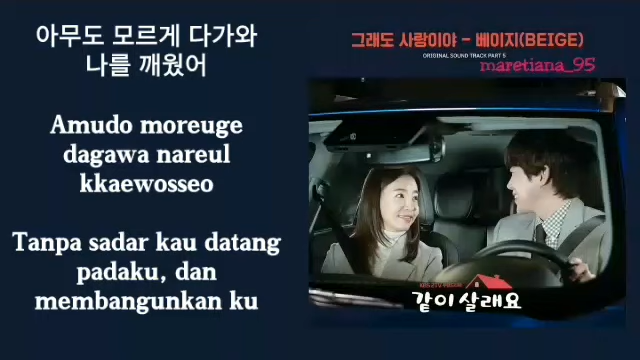 아무도 모르게 다가와
나를 깨웠어
Amudo moreuge
dagawa nareul
kkaewosseo
Tanpa sadar kau datang
padaku, dan
membangunkan ku
그래도 사랑이야 - 베이지(BEIGE)
ORIGINAL SOUND TRACK PART 5
maretiana_95
같이 살래요